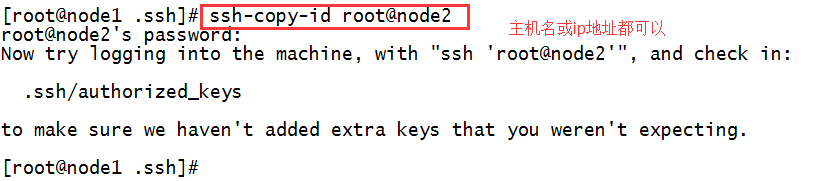 [root@node1 .ssh]# ssh-copy-id root@node2
主机名或ip地址都可以
root@node2's password:
Now try logging into the machine, with "ssh 'root@node2'", and check in:
.ssh/authorized_keys
to make sure we haven't added extra keys that you weren't expecting.
[root@node1 .ssh]#